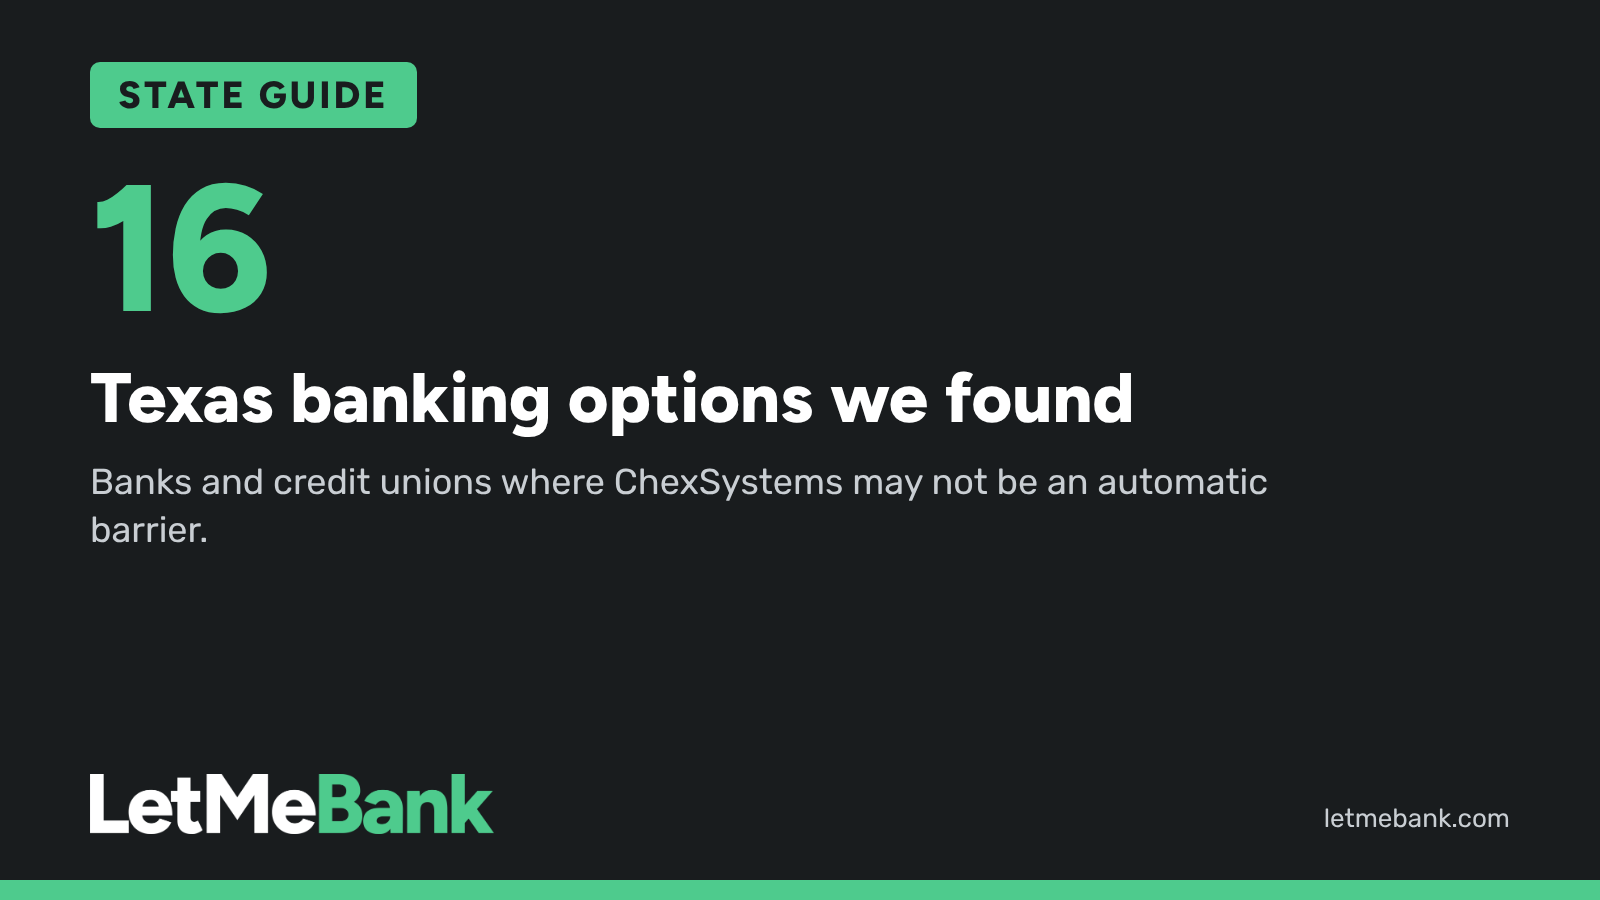 STATE GUIDE
16
Texas banking options we found
Banks and credit unions where ChexSystems may not be an automatic
barrier.
LetMeBank
letmebank.com